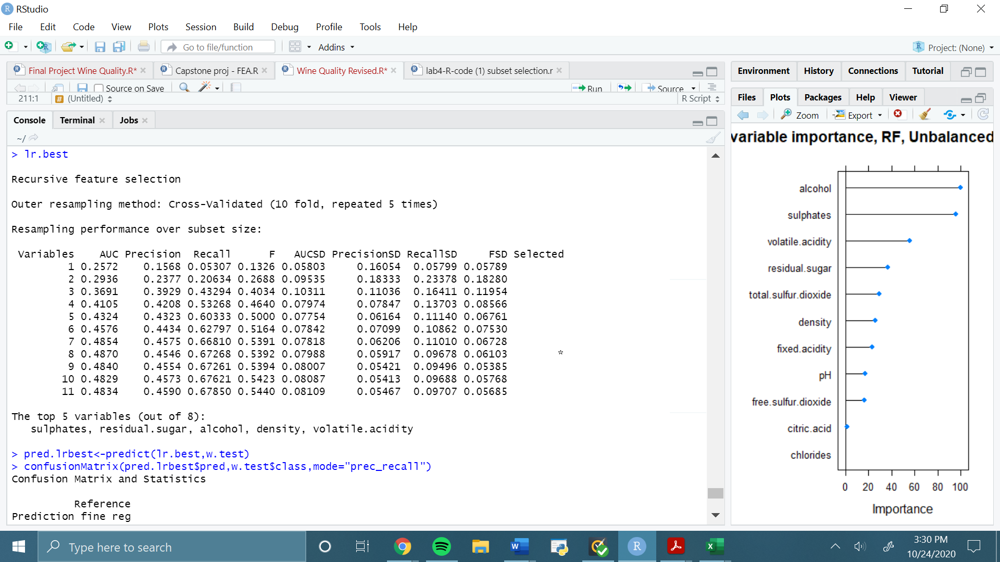 RStudio
File Edit Code View Plots Session Build Debug Profile Tools Help
Go to file/function Addins Project: (None)
Final Project Wine Quality.R* Capstone proj - FEA.R Wine Quality Revised.R* lab4-R-code (1) subset selection.r
Source on Save Run Source
211:1 (Untitled) R Script
Console Terminal Jobs
~/
> lr.best
Recursive feature selection
Outer resampling method: Cross-Validated (10 fold, repeated 5 times)
Resampling performance over subset size:
Variables AUC Precision Recall F AUCSD PrecisionSD RecallSD FSD Selected
1 0.2572 0.1568 0.05307 0.1326 0.05803 0.16054 0.05799 0.05789
2 0.2936 0.2377 0.20634 0.2688 0.09535 0.18333 0.23378 0.18280
3 0.3691 0.3929 0.43294 0.4034 0.10311 0.11036 0.16411 0.11954
4 0.4105 0.4208 0.53268 0.4640 0.07974 0.07847 0.13703 0.08566
5 0.4324 0.4323 0.60333 0.5000 0.07754 0.06164 0.11140 0.06761
6 0.4576 0.4434 0.62797 0.5164 0.07842 0.07099 0.10862 0.07530
7 0.4854 0.4575 0.66810 0.5391 0.07818 0.06206 0.11010 0.06728
8 0.4870 0.4546 0.67268 0.5392 0.07988 0.05917 0.09678 0.06103 *
9 0.4840 0.4554 0.67261 0.5394 0.08007 0.05421 0.09496 0.05385
10 0.4829 0.4573 0.67621 0.5423 0.08087 0.05413 0.09688 0.05768
11 0.4834 0.4590 0.67850 0.5440 0.08109 0.05467 0.09707 0.05685
The top 5 variables (out of 8):
sulphates, residual.sugar, alcohol, density, volatile.acidity
> pred.lrbest<-predict(lr.best,w.test)
> confusionMatrix(pred.lrbest$pred,w.test$class,mode="prec_recall")
Confusion Matrix and Statistics
Reference
Prediction fine reg
Environment History Connections Tutorial
Files Plots Packages Help Viewer
Zoom Export
variable importance, RF, Unbalanced
alcohol
sulphates
volatile.acidity
residual.sugar
total.sulfur.dioxide
density
fixed.acidity
pH
free.sulfur.dioxide
citric.acid
chlorides
0 20 40 60 80 100
Importance
Type here to search
3:30 PM
10/24/2020